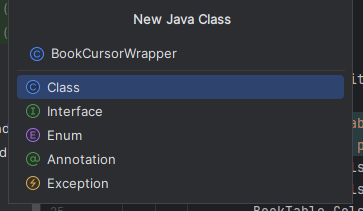 New Java Class
BookCursorWrapper
Class
Interface
Enum
Annotation
Exception